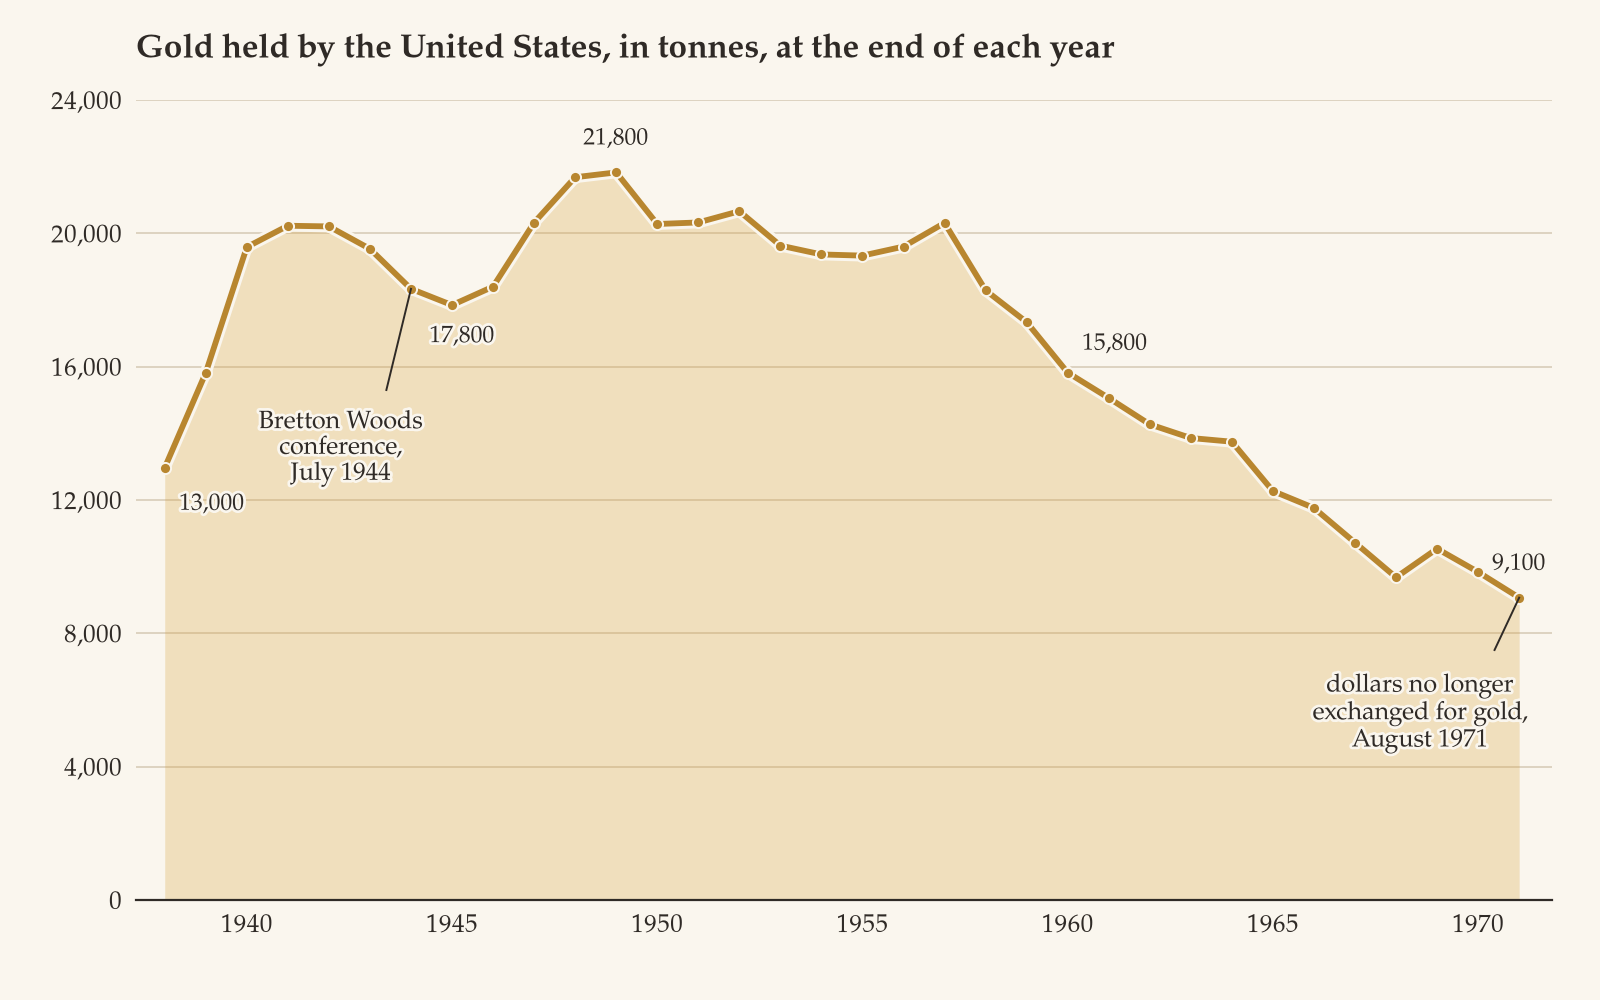 Gold held by the United States, in tonnes, at the end of each year
24,000
21,800
20,000
17,800
15,800
16,000
Bretton Woods
conference,
July 1944
13,000
12,000
9,100
8,000
dollars no longer
exchanged for gold,
August 1971
4,000
0
1940 1945 1950 1955 1960 1965 1970